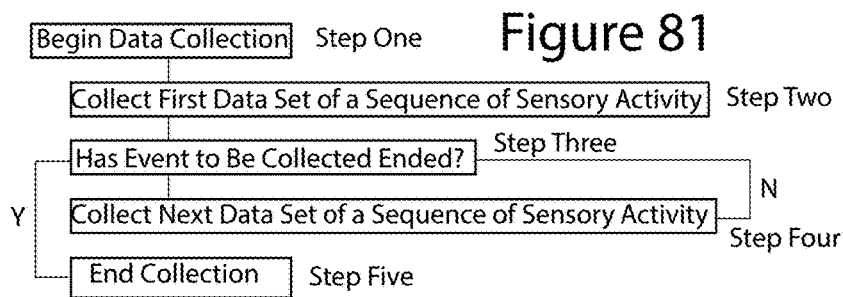 Figure 81
Begin Data Collection Step One
Collect First Data Set of a Sequence of Sensory Activity Step Two
Has Event to Be Collected Ended? Step Three
Y
N
Collect Next Data Set of a Sequence of Sensory Activity
Step Four
End Collection Step Five